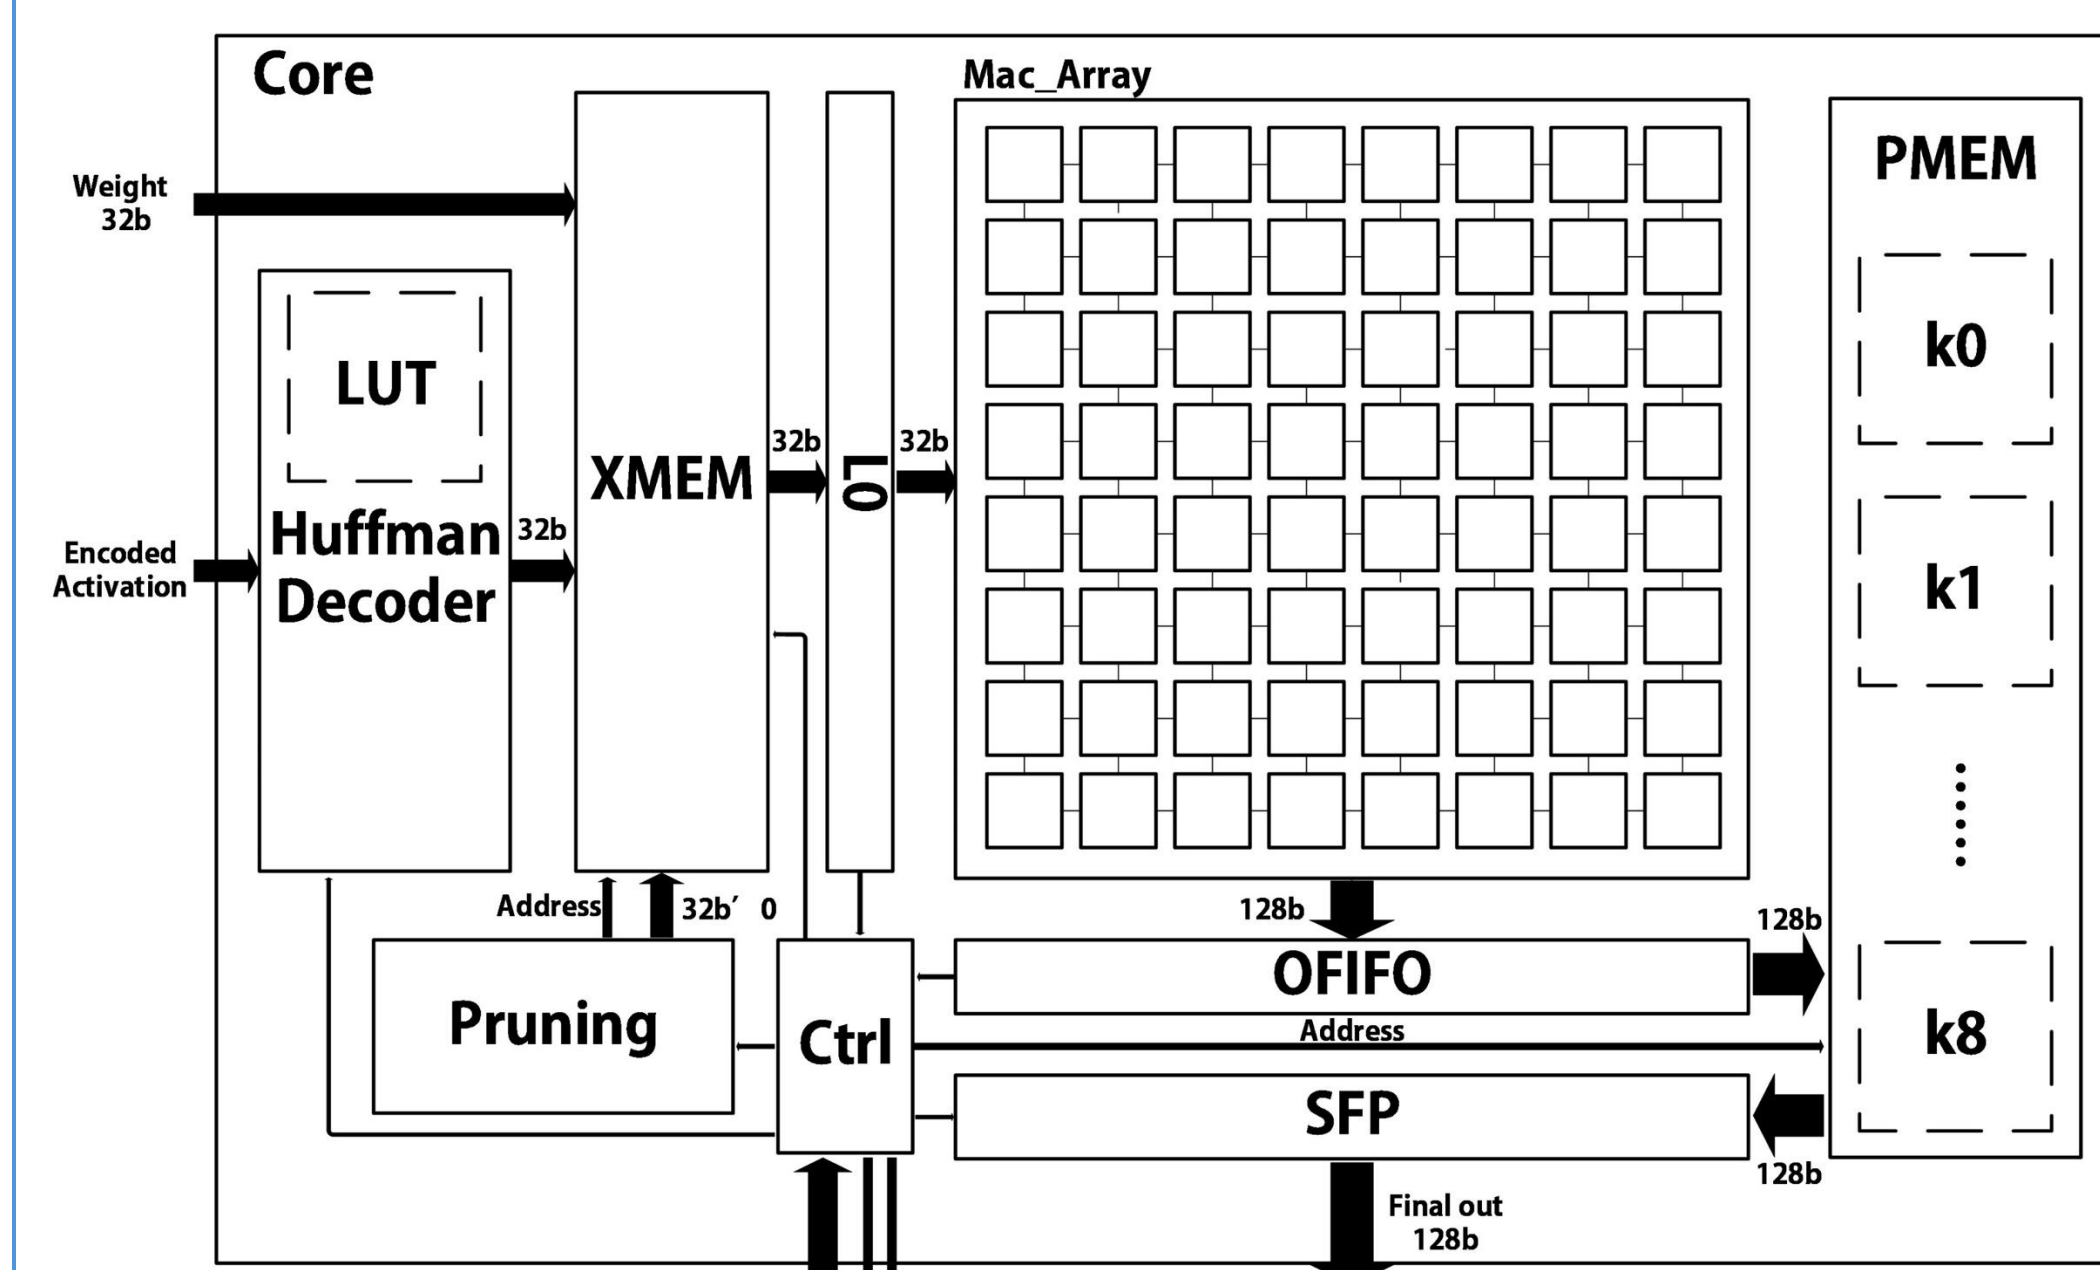 Core
Mac_Array
PMEM
Weight
32b
LUT
Huffman
Decoder
Encoded
Activation
32b
XMEM
32b
L0
32b
k0
k1
k8
Address
32b' 0
128b
128b
Pruning
Ctrl
OFIFO
Address
SFP
128b
Final out
128b